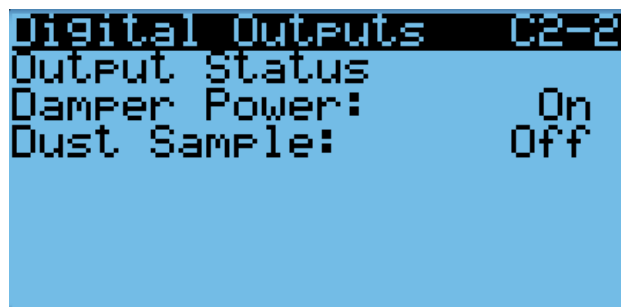 Digital Outputs C2-2
Output Status
Damper Power: On
Dust Sample: Off